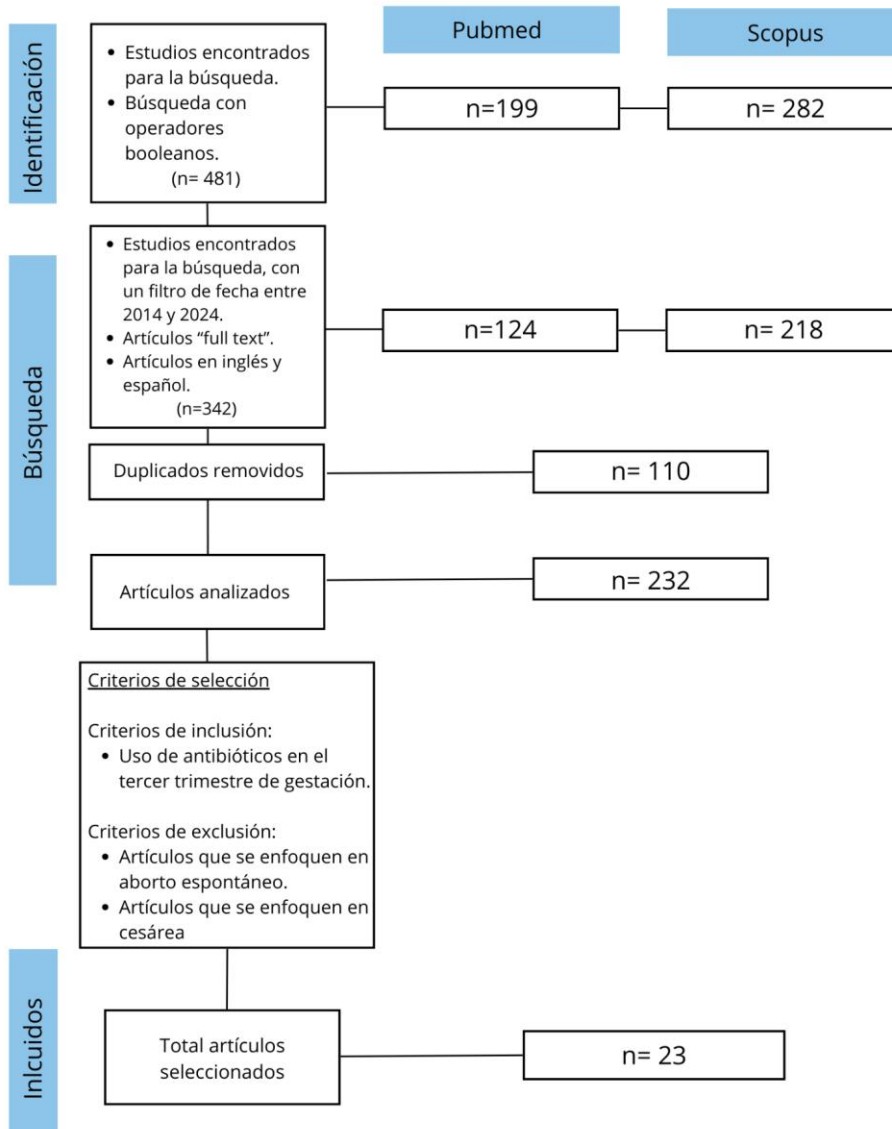 Pubmed
Scopus
Identificación
• Estudios encontrados
para la búsqueda.
• Búsqueda con
operadores
booleanos.
(n= 481)
n=199
n= 282
Búsqueda
• Estudios encontrados
para la búsqueda, con
un filtro de fecha entre
2014 y 2024.
• Artículos “full text”.
• Artículos en inglés y
español.
(n=342)
n=124
n= 218
Duplicados removidos
n= 110
Artículos analizados
n= 232
Criterios de selección
Criterios de inclusión:
• Uso de antibióticos en el
tercer trimestre de gestación.
Criterios de exclusión:
• Artículos que se enfoquen en
aborto espontáneo.
• Artículos que se enfoquen en
cesárea
Inlcuidos
Total artículos
seleccionados
n= 23